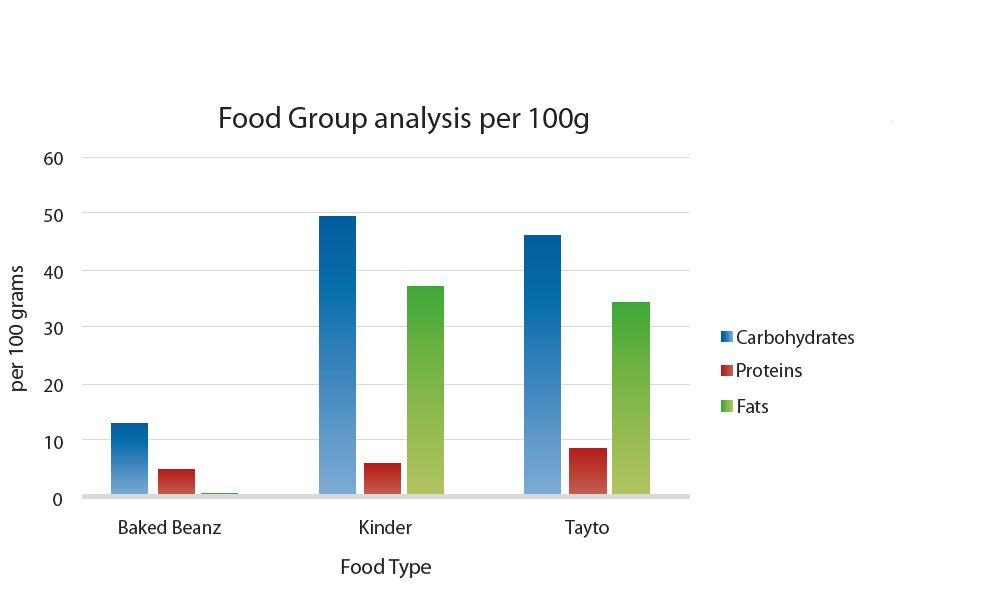 Food Group analysis per 100g
60
50
40
30
20
10
0
per 100 grams
Baked Beanz
Kinder
Tayto
Food Type
Carbohydrates
Proteins
Fats